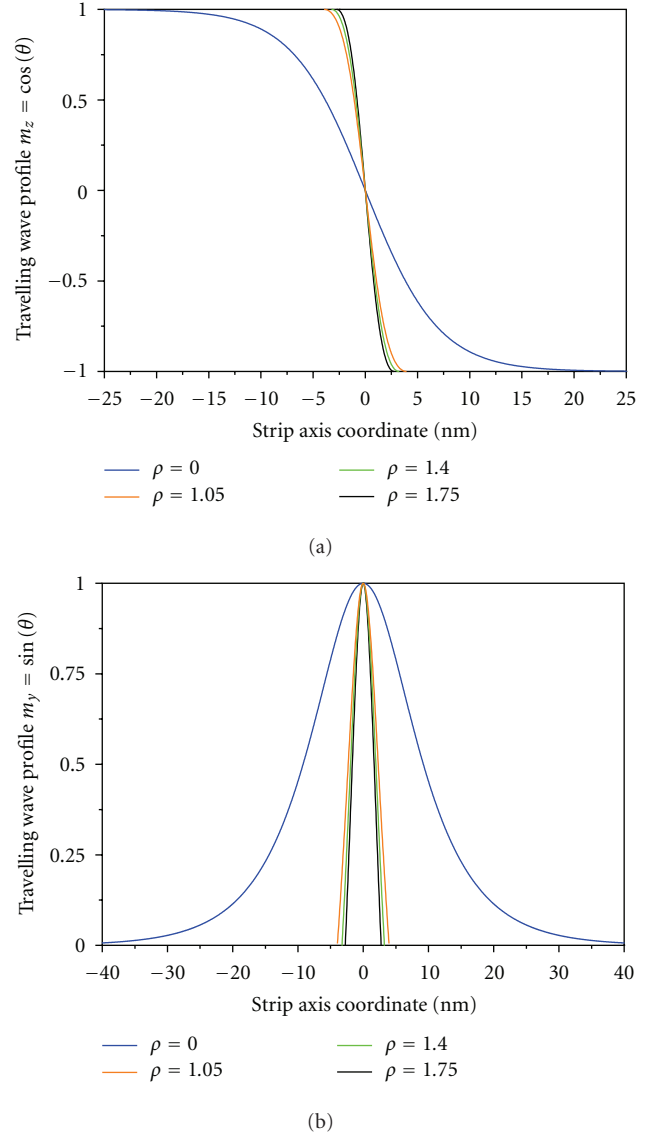 1
0.5
0
−0.5
−1
Travelling wave profile m_z = cos (θ)
−25 −20 −15 −10 −5 0 5 10 15 20 25
Strip axis coordinate (nm)
ρ = 0 ρ = 1.4
ρ = 1.05 ρ = 1.75
(a)
1
0.75
0.5
0.25
0
Travelling wave profile m_y = sin (θ)
−40 −30 −20 −10 0 10 20 30 40
Strip axis coordinate (nm)
ρ = 0 ρ = 1.4
ρ = 1.05 ρ = 1.75
(b)